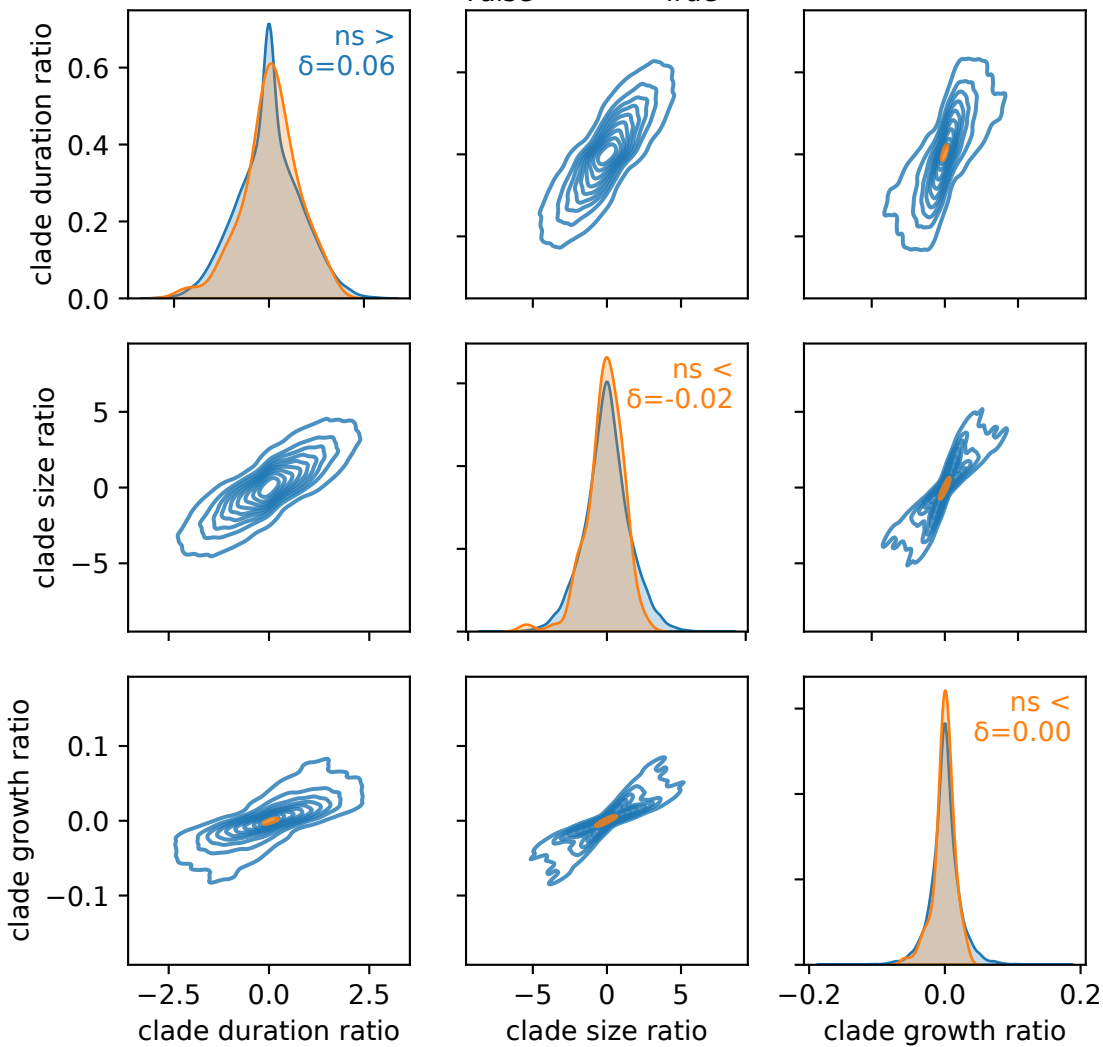 clade duration ratio
0.6
0.4
0.2
0.0
ns >
δ=0.06
clade size ratio
5
0
−5
ns <
δ=-0.02
clade growth ratio
0.1
0.0
−0.1
ns <
δ=0.00
−2.5 0.0 2.5
−5 0 5
−0.2 0.0 0.2
clade duration ratio
clade size ratio
clade growth ratio